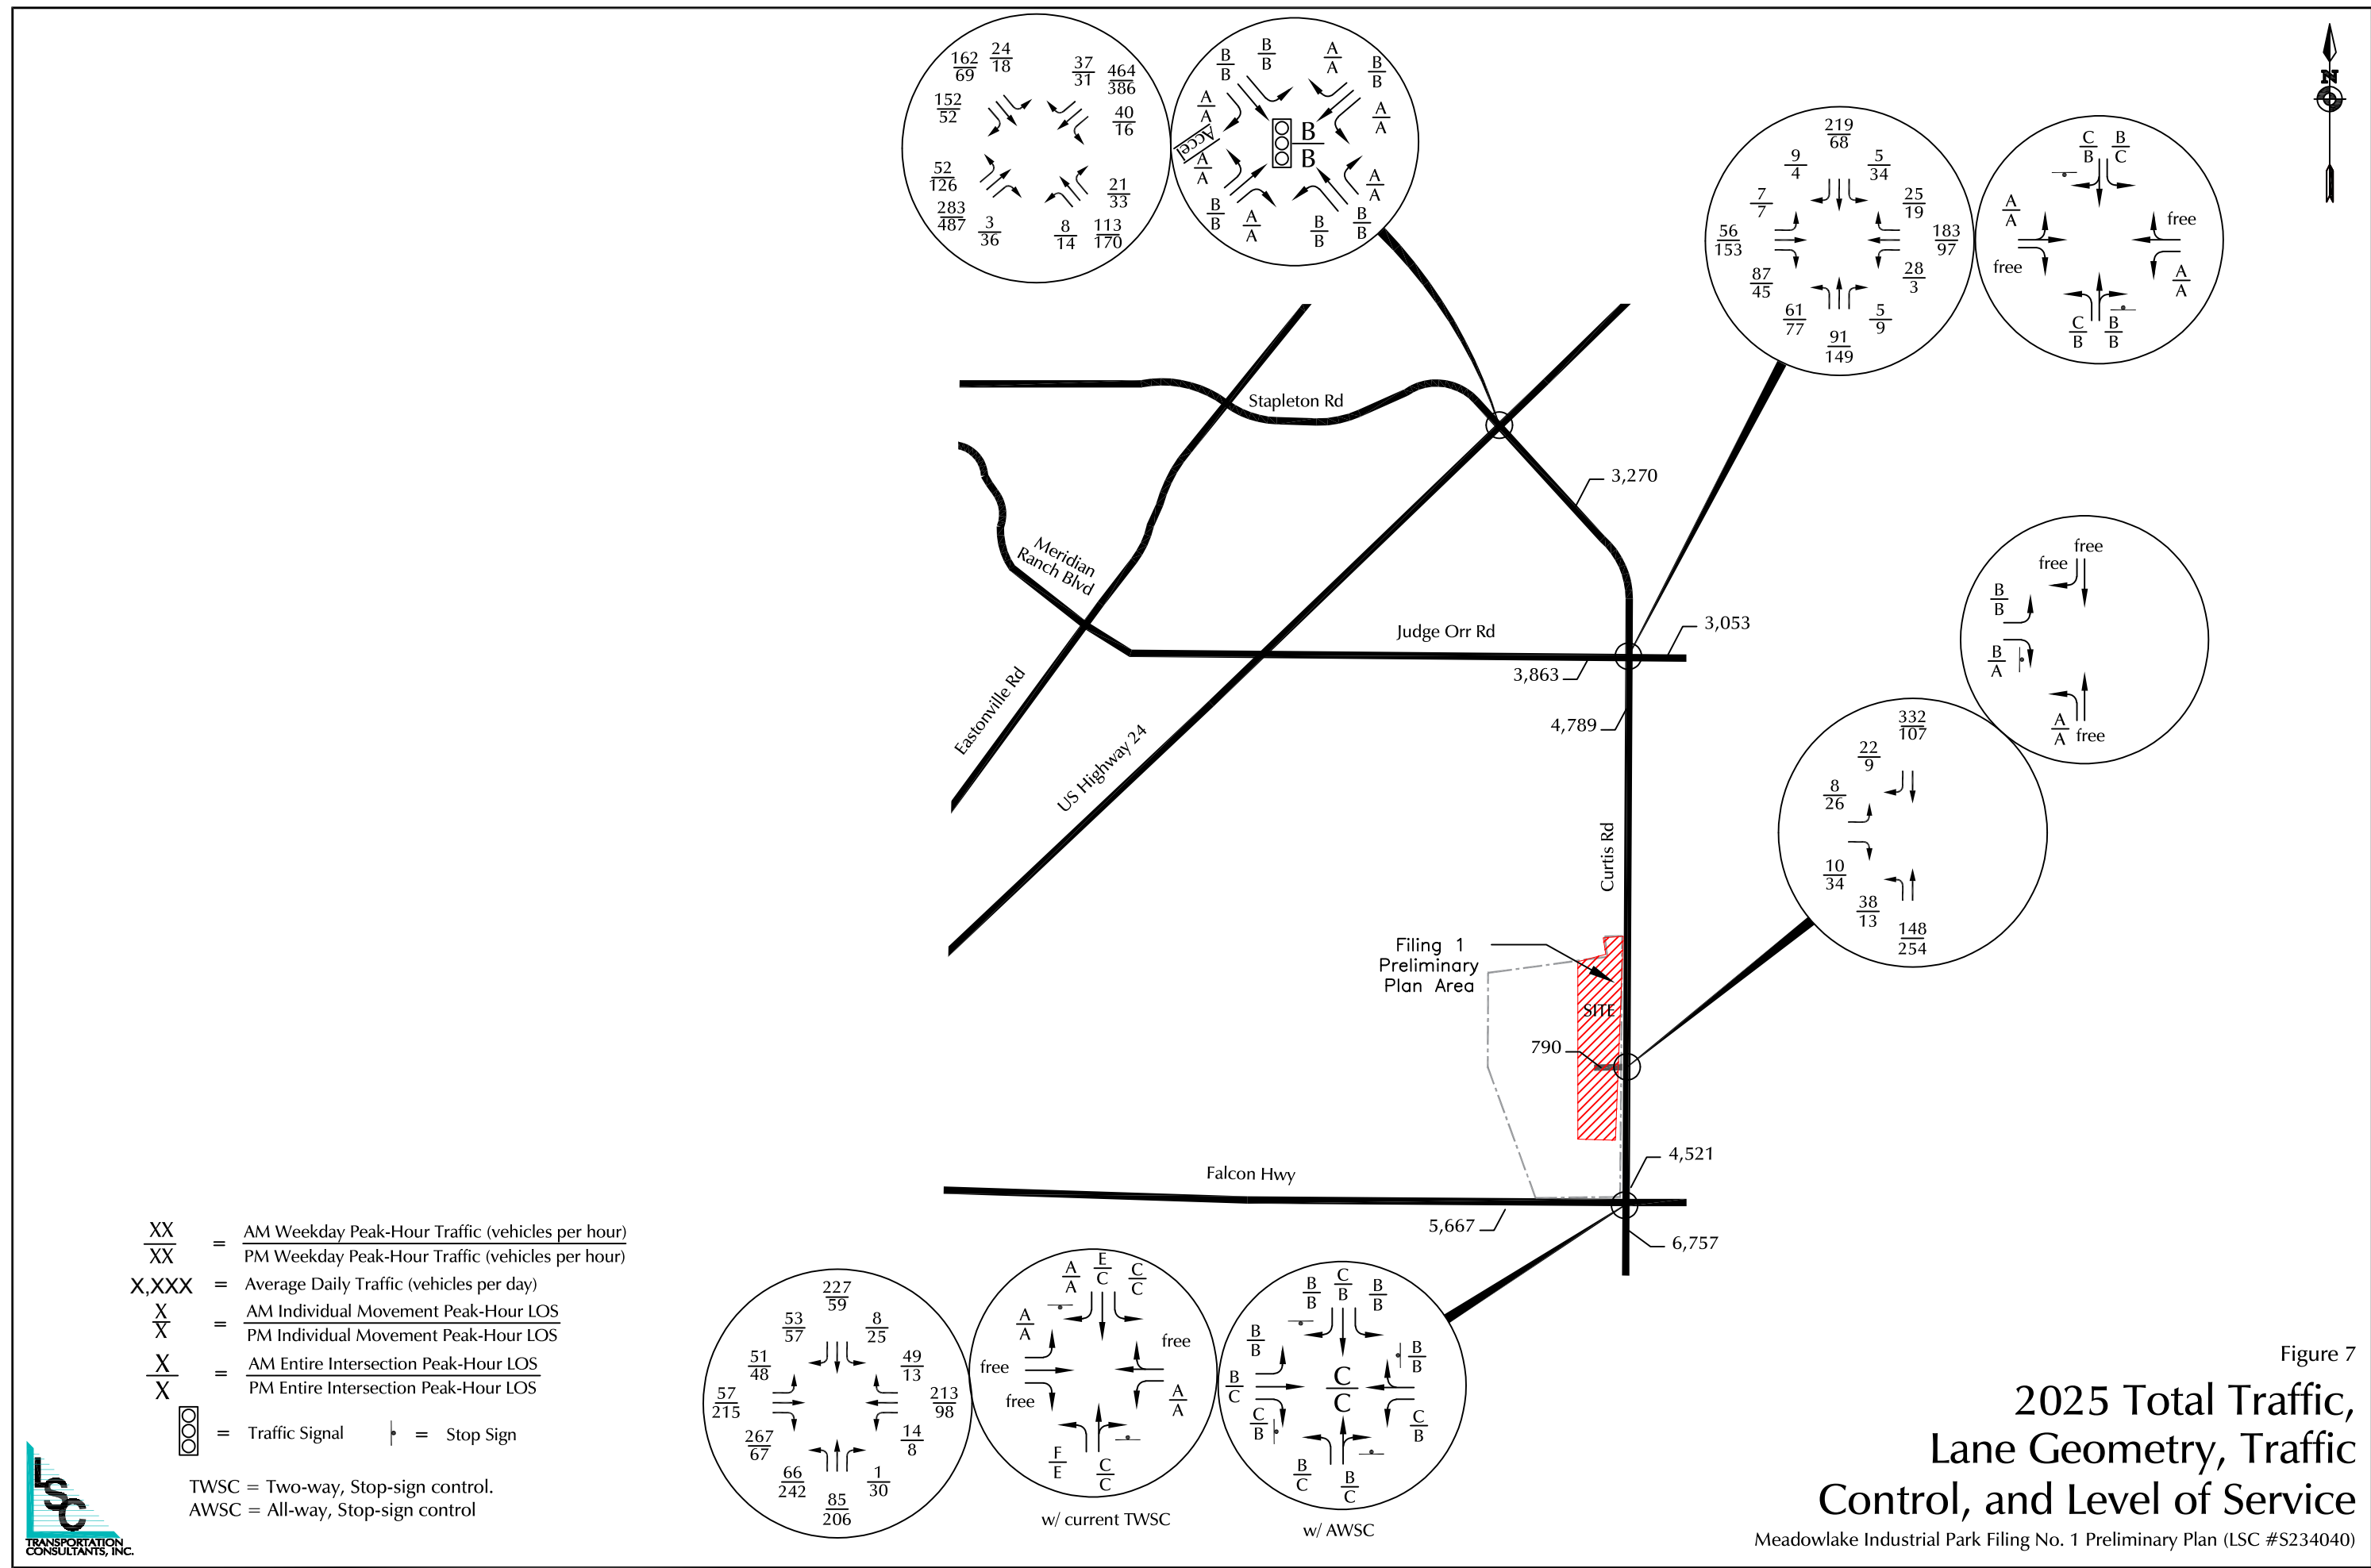 162
69
24
18
37
31
464
386
152
52
40
16
52
126
21
33
283
487
3
36
8
14
113
170
B
B
B
B
A
A
B
B
A
A
A
A
Accel
B
B
A
A
A
A
B
B
A
A
B
B
B
B
N
219
68
9
4
5
34
7
7
25
19
56
153
183
97
87
45
28
3
61
77
5
9
91
149
C
B
B
C
A
A
free
free
A
A
C
B
B
B
Stapleton Rd
3,270
Meridian
Ranch Blvd
Judge Orr Rd
3,053
3,863
4,789
Eastonville Rd
US Highway 24
Curtis Rd
free
free
B
B
B
A
A
A
free
332
107
22
9
8
26
10
34
38
13
148
254
Filing 1
Preliminary
Plan Area
SITE
790
4,521
Falcon Hwy
5,667
6,757
227
59
53
57
8
25
51
48
49
13
57
215
213
98
267
67
14
8
66
242
1
30
85
206
A
A
E
C
C
C
A
A
free
free
free
A
A
F
E
C
C
w/ current TWSC
B
B
C
B
B
B
B
B
B
B
B
C
C
C
C
B
C
B
B
C
B
C
w/ AWSC
XX
XX
=
AM Weekday Peak-Hour Traffic (vehicles per hour)
PM Weekday Peak-Hour Traffic (vehicles per hour)
X,XXX = Average Daily Traffic (vehicles per day)
X
X
=
AM Individual Movement Peak-Hour LOS
PM Individual Movement Peak-Hour LOS
X
X
=
AM Entire Intersection Peak-Hour LOS
PM Entire Intersection Peak-Hour LOS
= Traffic Signal
= Stop Sign
TWSC = Two-way, Stop-sign control.
AWSC = All-way, Stop-sign control
LSC
TRANSPORTATION
CONSULTANTS, INC.
Figure 7
2025 Total Traffic,
Lane Geometry, Traffic
Control, and Level of Service
Meadowlake Industrial Park Filing No. 1 Preliminary Plan (LSC #S234040)